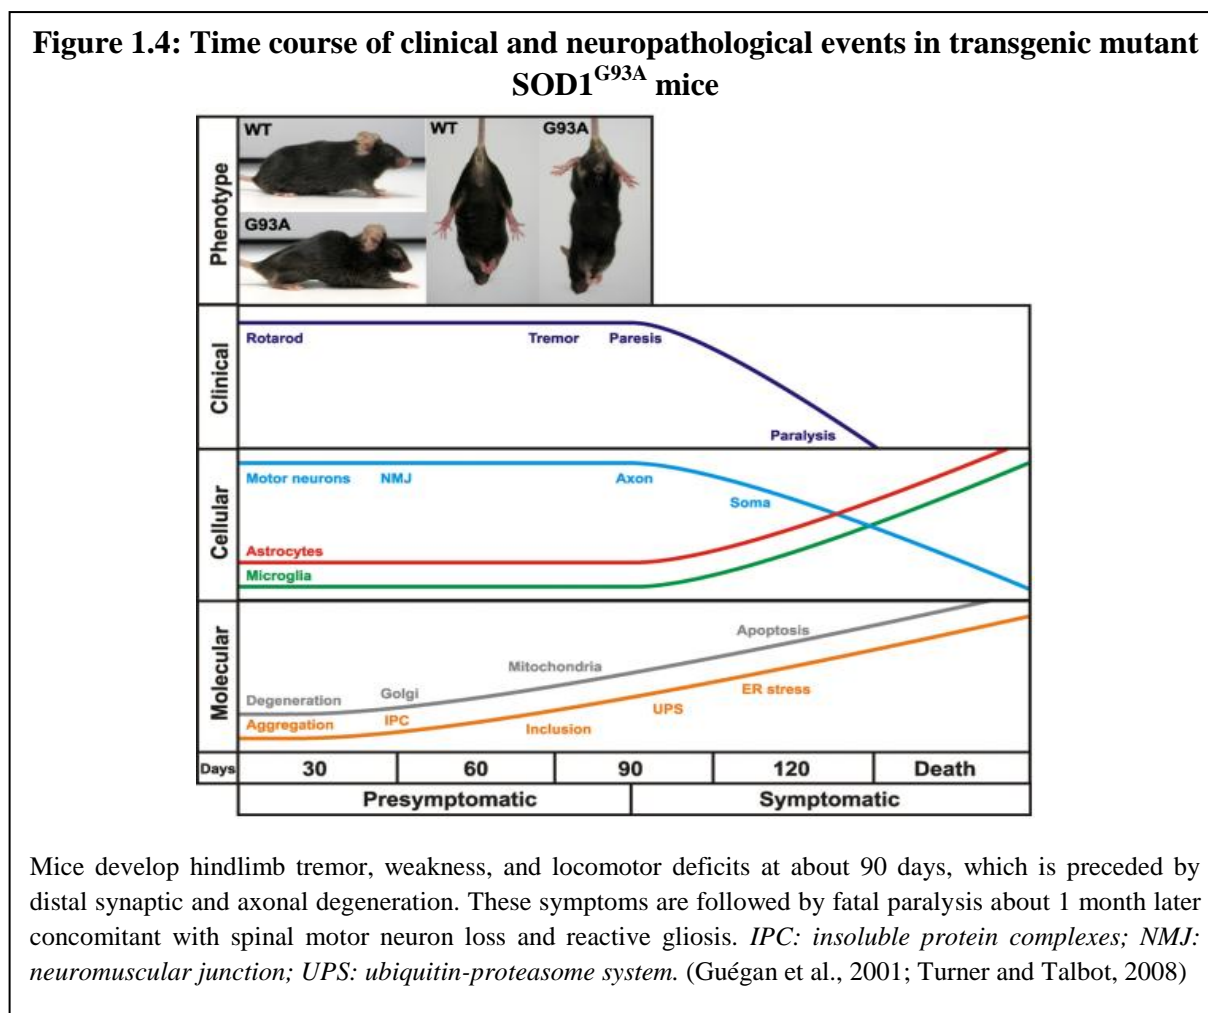 Figure 1.4: Time course of clinical and neuropathological events in transgenic mutant
SOD1G93A mice
Phenotype
WT
WT
G93A
G93A
Clinical
Rotarod
Tremor
Paresis
Paralysis
Cellular
Motor neurons
NMJ
Axon
Soma
Astrocytes
Microglia
Molecular
Apoptosis
Mitochondria
Degeneration
Golgi
ER stress
Aggregation
IPC
Inclusion
UPS
Days 30 60 90 120 Death
Presymptomatic Symptomatic
Mice develop hindlimb tremor, weakness, and locomotor deficits at about 90 days, which is preceded by
distal synaptic and axonal degeneration. These symptoms are followed by fatal paralysis about 1 month later
concomitant with spinal motor neuron loss and reactive gliosis. IPC: insoluble protein complexes; NMJ:
neuromuscular junction; UPS: ubiquitin-proteasome system. (Guégan et al., 2001; Turner and Talbot, 2008)